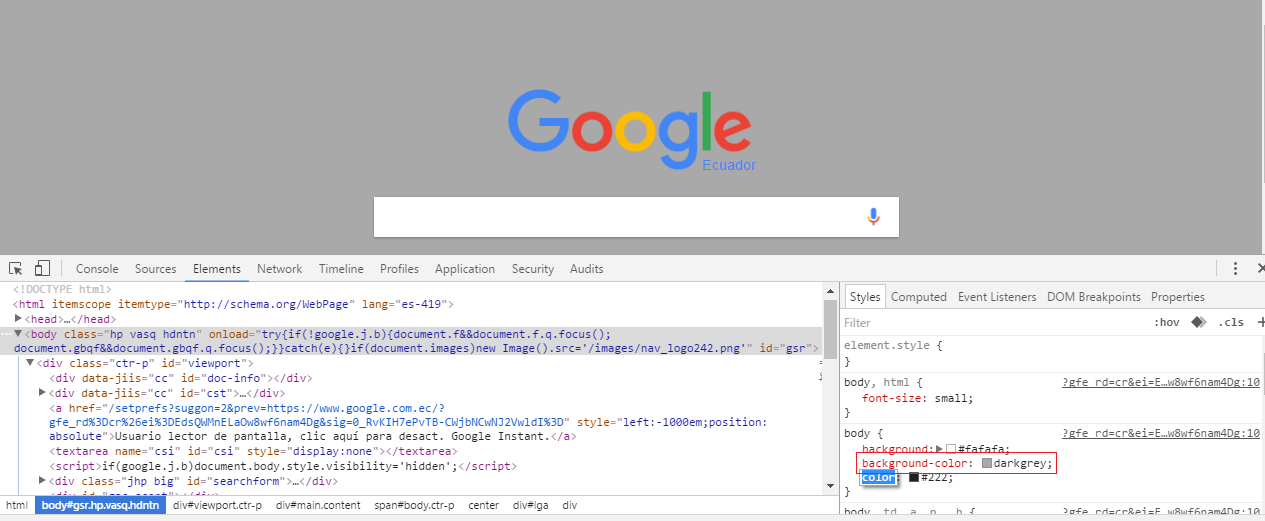 Google
Ecuador
Console Sources Elements Network Timeline Profiles Application Security Audits
<!DOCTYPE html>
<html itemscope itemtype="http://schema.org/WebPage" lang="es-419">
▶<head>…</head>
…▼<body class="hp vasq hdntn" onload="try{if(!google.j.b){document.f&&document.f.q.focus();
document.gbqf&&document.gbqf.q.focus();}}catch(e){}if(document.images)new Image().src='/images/nav_logo242.png'" id="gsr">
▼<div class="ctr-p" id="viewport">
<div data-jiis="cc" id="doc-info"></div>
▶<div data-jiis="cc" id="cst">…</div>
<a href="/setprefs?suggon=2&prev=https://www.google.com.ec/?
gfe_rd%3Dcr%26ei%3DEdsQWMnELaOw8wf6nam4Dg&sig=0_RvKIH7ePvTB-CWjbNCwNJ2VwldI%3D" style="left:-1000em;position:
absolute">Usuario lector de pantalla, clic aquí para desact. Google Instant.</a>
<textarea name="csi" id="csi" style="display:none"></textarea>
<script>if(google.j.b)document.body.style.visibility='hidden';</script>
▶<div class="jhp big" id="searchform">…</div>
html body#gsr.hp.vasq.hdntn div#viewport.ctr-p div#main.content span#body.ctr-p center div#lga div
Styles Computed Event Listeners DOM Breakpoints Properties
Filter :hov .cls +
element.style {
}
body, html { ?gfe_rd=cr&ei=E…w8wf6nam4Dg:10
font-size: small;
}
body { ?gfe_rd=cr&ei=E…w8wf6nam4Dg:10
background:▶ #fafafa;
background-color: darkgrey;
color: #222;
}
body, td, a, p, .h { ?gfe_rd=cr&ei=E…w8wf6nam4Dg:10